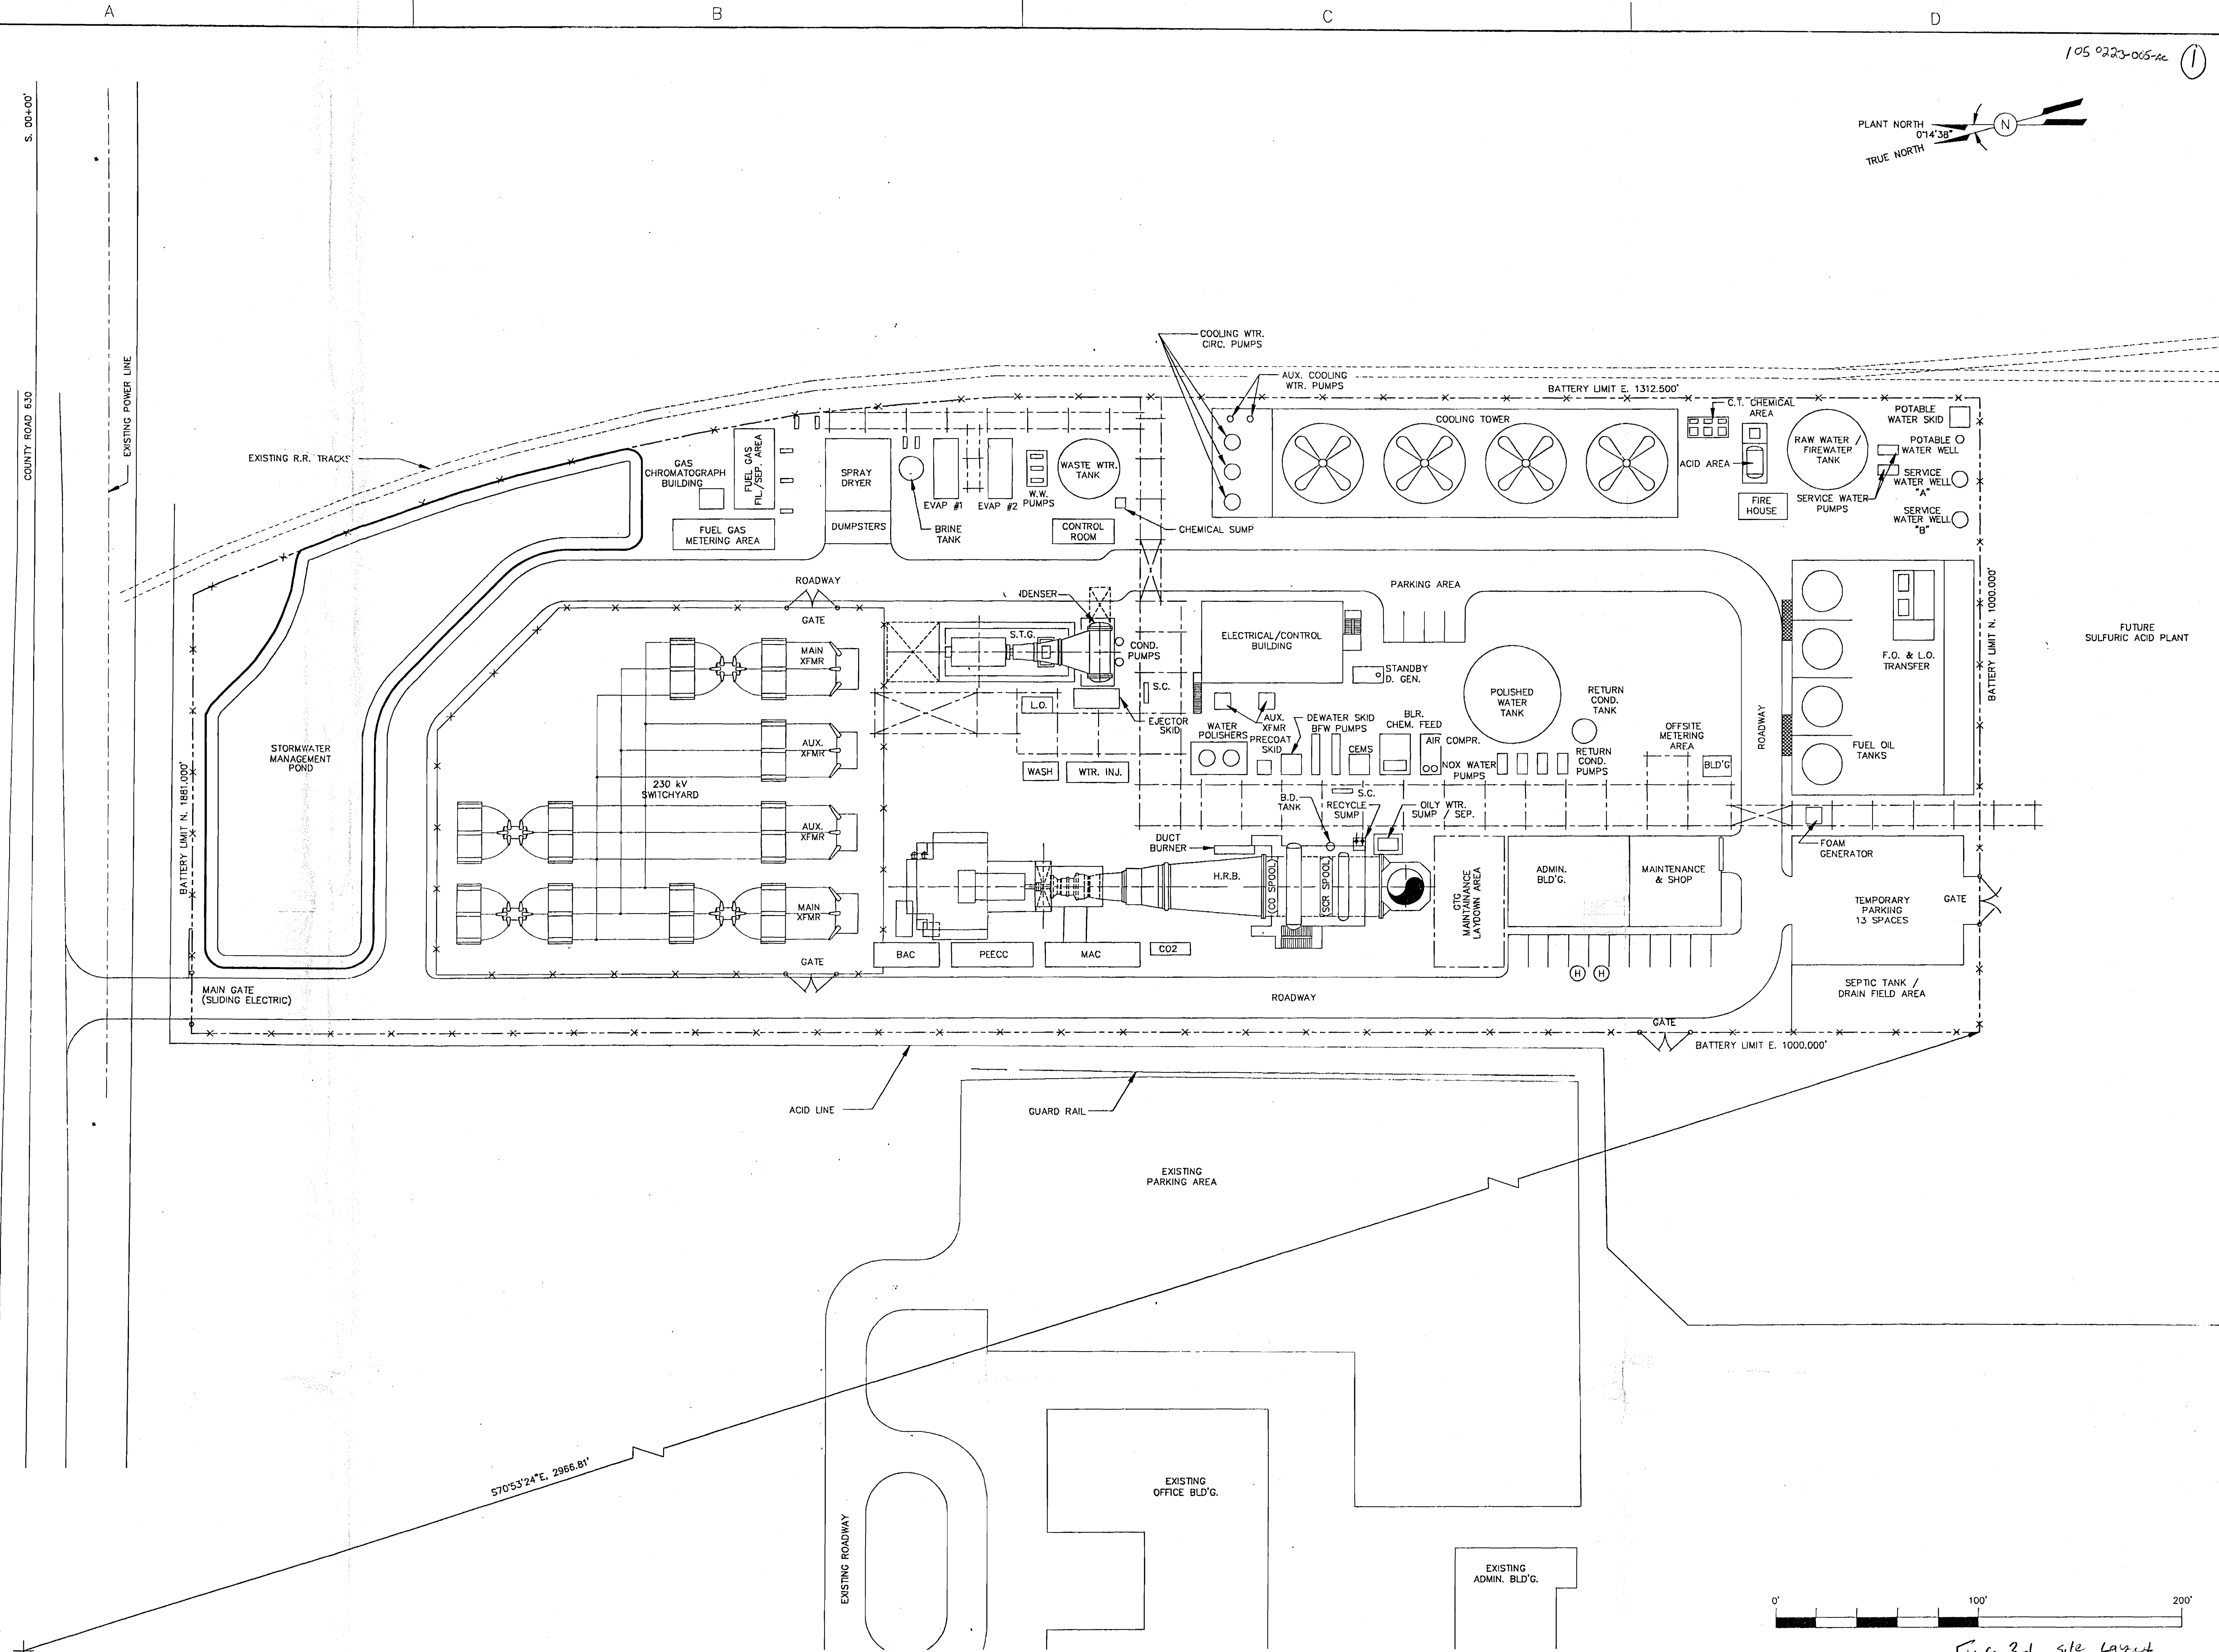 A
B
C
D
105 0223-005-AC
1
S. 00+00'
PLANT NORTH
0°14'38"
TRUE NORTH
N
COUNTY ROAD 630
EXISTING POWER LINE
EXISTING R.R. TRACKS
COOLING WTR.
CIRC. PUMPS
AUX. COOLING
WTR. PUMPS
BATTERY LIMIT E. 1312.500'
COOLING TOWER
C.T. CHEMICAL
AREA
ACID AREA
RAW WATER /
FIREWATER
TANK
POTABLE
WATER SKID
POTABLE
WATER WELL
SERVICE
WATER WELL
"A"
SERVICE WATER
PUMPS
SERVICE
WATER WELL
"B"
FIRE
HOUSE
GAS
CHROMATOGRAPH
BUILDING
FUEL GAS
FIL./SEP. AREA
FUEL GAS
METERING AREA
SPRAY
DRYER
DUMPSTERS
BRINE
TANK
EVAP #1
EVAP #2
W.W.
PUMPS
WASTE WTR.
TANK
CONTROL
ROOM
CHEMICAL SUMP
ROADWAY
GATE
NDENSER
S.T.G.
COND.
PUMPS
PARKING AREA
ELECTRICAL/CONTROL
BUILDING
STANDBY
D. GEN.
POLISHED
WATER
TANK
RETURN
COND.
TANK
F.O. & L.O.
TRANSFER
FUEL OIL
TANKS
BATTERY LIMIT N. 1000.000'
FUTURE
SULFURIC ACID PLANT
MAIN
XFMR
AUX.
XFMR
AUX.
XFMR
MAIN
XFMR
230 kV
SWITCHYARD
STORMWATER
MANAGEMENT
POND
BATTERY LIMIT N. 1881.000'
L.O.
S.C.
EJECTOR
SKID
WASH
WTR. INJ.
WATER
POLISHERS
AUX.
XFMR
PRECOAT
SKID
DEWATER SKID
BFW PUMPS
CEMS
BLR.
CHEM. FEED
AIR COMPR.
NOX WATER
PUMPS
RETURN
COND.
PUMPS
OFFSITE
METERING
AREA
BLD'G
ROADWAY
S.C.
B.D.
TANK
RECYCLE
SUMP
OILY WTR.
SUMP / SEP.
DUCT
BURNER
H.R.B.
CO SPOOL
SCR SPOOL
GTG
MAINTAINANCE
LAYDOWN AREA
ADMIN.
BLD'G.
MAINTENANCE
& SHOP
FOAM
GENERATOR
TEMPORARY
PARKING
13 SPACES
GATE
BAC
PEECC
MAC
CO2
GATE
H
H
MAIN GATE
(SLIDING ELECTRIC)
ROADWAY
SEPTIC TANK /
DRAIN FIELD AREA
GATE
BATTERY LIMIT E. 1000.000'
ACID LINE
GUARD RAIL
EXISTING
PARKING AREA
S70°53'24"E, 2966.81'
EXISTING ROADWAY
EXISTING
OFFICE BLD'G.
EXISTING
ADMIN. BLD'G.
0'
100'
200'
Site Layout